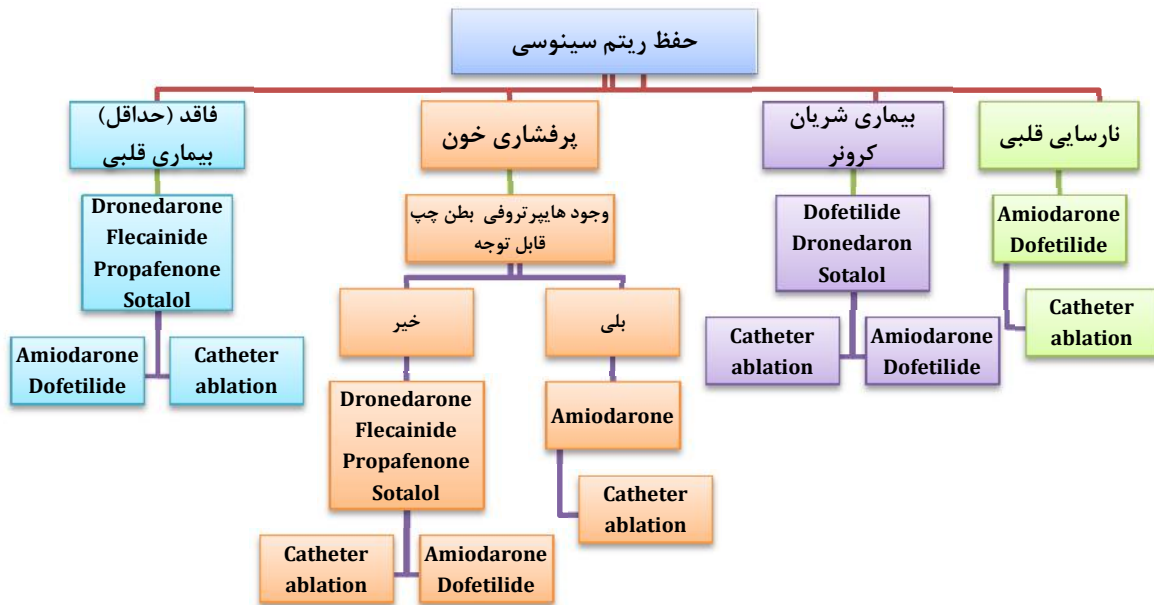 حفظ ریتم سینوسی
فاقد (حداقل)
بیماری قلبی
پرفشاری خون
بیماری شریان
کرونر
نارسایی قلبی
Dronedarone
Flecainide
Propafenone
Sotalol
وجود هایپرتروفی بطن چپ
قابل توجه
Dofetilide
Dronedaron
Sotalol
Amiodarone
Dofetilide
خیر
بلی
Catheter
ablation
Amiodarone
Dofetilide
Catheter
ablation
Amiodarone
Dofetilide
Catheter
ablation
Dronedarone
Flecainide
Propafenone
Sotalol
Amiodarone
Catheter
ablation
Catheter
ablation
Amiodarone
Dofetilide